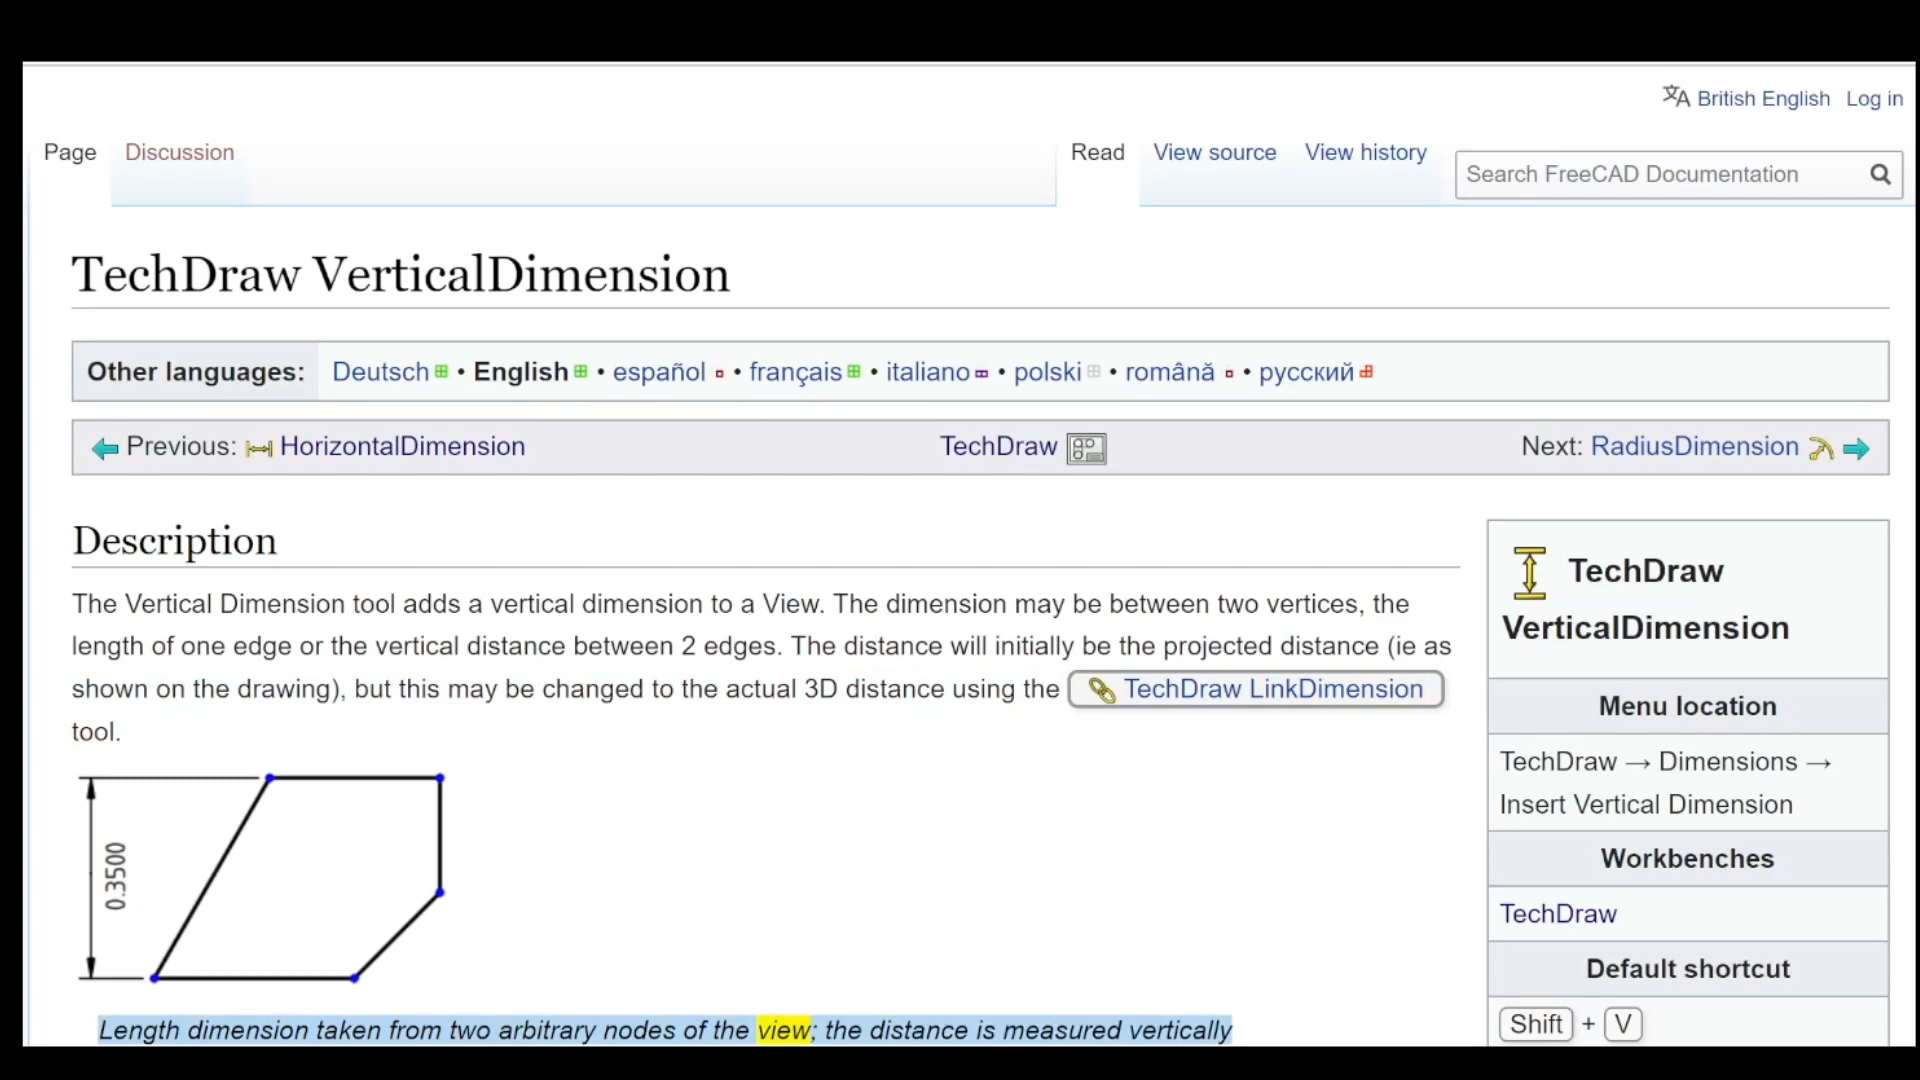 British English Log in
Page Discussion Read View source View history
Search FreeCAD Documentation
TechDraw VerticalDimension
Other languages: Deutsch • English • español • français • italiano • polski • română • русский
Previous: HorizontalDimension TechDraw Next: RadiusDimension
Description
The Vertical Dimension tool adds a vertical dimension to a View. The dimension may be between two vertices, the
length of one edge or the vertical distance between 2 edges. The distance will initially be the projected distance (ie as
shown on the drawing), but this may be changed to the actual 3D distance using the TechDraw LinkDimension
tool.
0.3500
Length dimension taken from two arbitrary nodes of the view; the distance is measured vertically
TechDraw
VerticalDimension
Menu location
TechDraw → Dimensions →
Insert Vertical Dimension
Workbenches
TechDraw
Default shortcut
Shift + V